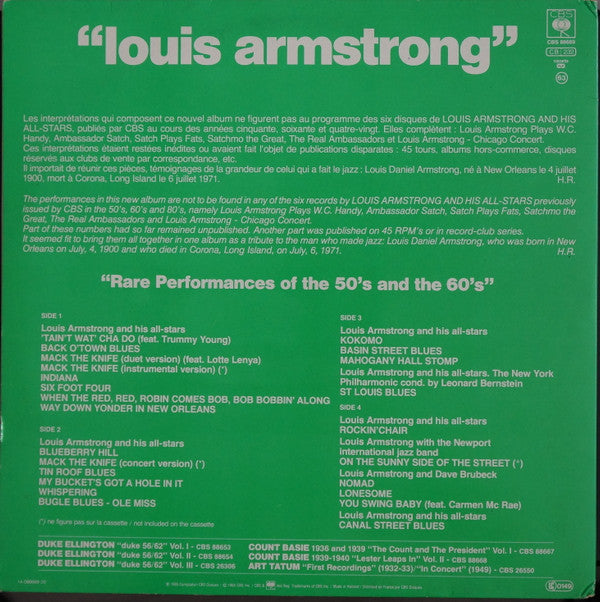 CBS
CBS 88669
"louis armstrong"
63
Les interprétations qui composent ce nouvel album ne figurent pas au programme des six disques de LOUIS ARMSTRONG AND HIS
ALL-STARS, publiés par CBS au cours des années cinquante, soixante et quatre-vingt. Elles complètent : Louis Armstrong Plays W.C.
Handy, Ambassador Satch, Satch Plays Fats, Satchmo the Great, The Real Ambassadors et Louis Armstrong - Chicago Concert.
Ces interprétations étaient restées inédites ou avaient fait l'objet de publications disparates : 45 tours, albums hors-commerce, disques
réservés aux clubs de vente par correspondance, etc.
Il importait de réunir ces pièces, témoignages de la grandeur de celui qui a fait le jazz : Louis Daniel Armstrong, né à New Orleans le 4 juillet
1900, mort à Corona, Long Island le 6 juillet 1971. H.R.
The performances in this new album are not to be found in any of the six records by LOUIS ARMSTRONG AND HIS ALL-STARS previously
issued by CBS in the 50's, 60's and 80's, namely Louis Armstrong Plays W.C. Handy, Ambassador Satch, Satch Plays Fats, Satchmo the
Great, The Real Ambassadors and Louis Armstrong - Chicago Concert.
Part of these numbers had so far remained unpublished. Another part was published on 45 RPM's or in record-club series.
It seemed fit to bring them all together in one album as a tribute to the man who made jazz: Louis Daniel Armstrong, who was born in New
Orleans on July, 4, 1900 and who died in Corona, Long Island, on July, 6, 1971. H.R.
"Rare Performances of the 50's and the 60's"
SIDE 1
Louis Armstrong and his all-stars
'TAIN'T WAT' CHA DO (feat. Trummy Young)
BACK O'TOWN BLUES
MACK THE KNIFE (duet version) (feat. Lotte Lenya)
MACK THE KNIFE (instrumental version) (*)
INDIANA
SIX FOOT FOUR
WHEN THE RED, RED, ROBIN COMES BOB, BOB BOBBIN' ALONG
WAY DOWN YONDER IN NEW ORLEANS
SIDE 2
Louis Armstrong and his all-stars
BLUEBERRY HILL
MACK THE KNIFE (concert version) (*)
TIN ROOF BLUES
MY BUCKET'S GOT A HOLE IN IT
WHISPERING
BUGLE BLUES - OLE MISS
(*) ne figure pas sur la cassette / not included on the cassette
SIDE 3
Louis Armstrong and his all-stars
KOKOMO
BASIN STREET BLUES
MAHOGANY HALL STOMP
Louis Armstrong and his all-stars. The New York
Philharmonic cond. by Leonard Bernstein
ST LOUIS BLUES
SIDE 4
Louis Armstrong and his all-stars
ROCKIN'CHAIR
Louis Armstrong with the Newport
international jazz band
ON THE SUNNY SIDE OF THE STREET (*)
Louis Armstrong and Dave Brubeck
NOMAD
LONESOME
YOU SWING BABY (feat. Carmen Mc Rae)
Louis Armstrong and his all-stars
CANAL STREET BLUES
DUKE ELLINGTON "duke 56/62" Vol. I - CBS 88653
DUKE ELLINGTON "duke 56/62" Vol. II - CBS 88654
DUKE ELLINGTON "duke 56/62" Vol. III - CBS 26306
COUNT BASIE 1936 and 1939 "The Count and The President" Vol. I - CBS 88667
COUNT BASIE 1939-1940 "Lester Leaps In" Vol. II - CBS 88668
ART TATUM "First Recordings" (1932-33)/"In Concert" (1949) - CBS 26550
0149